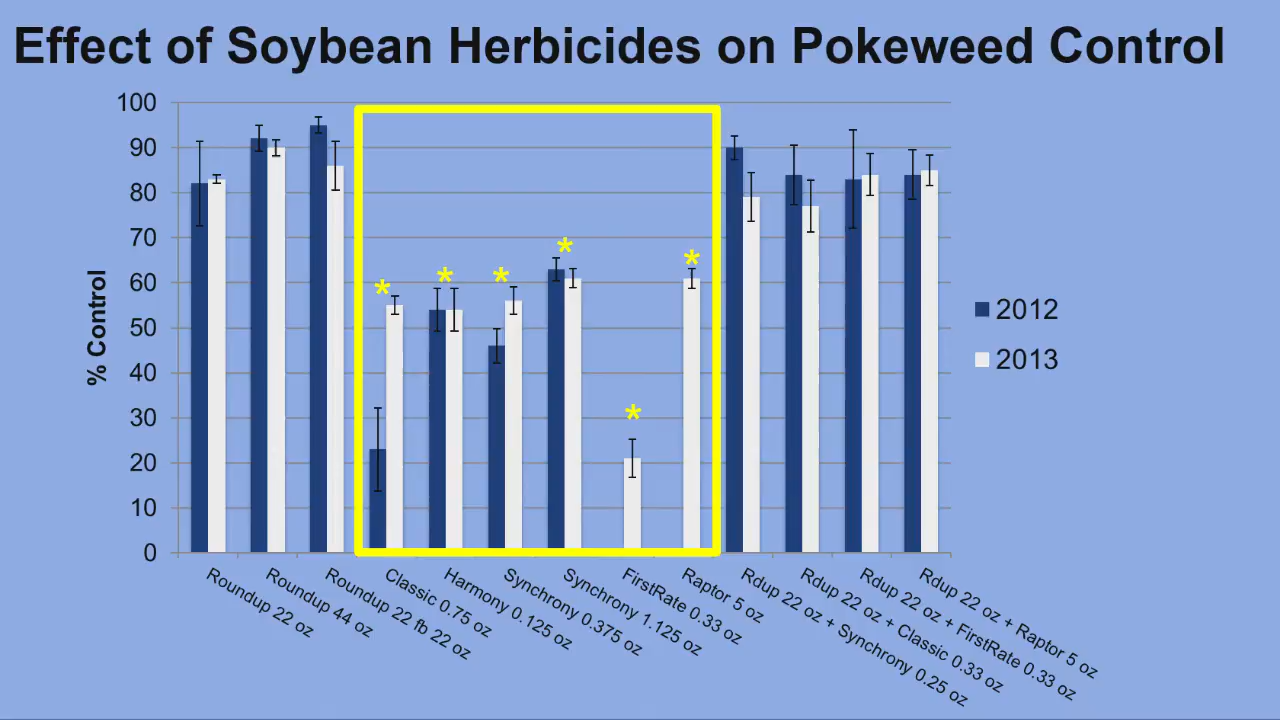 Effect of Soybean Herbicides on Pokeweed Control
100
90
80
70
60
50
40
30
20
10
0
% Control
*
*
*
*
*
*
2012
2013
Roundup 22 oz
Roundup 44 oz
Roundup 22 fb 22 oz
Classic 0.75 oz
Harmony 0.125 oz
Synchrony 0.375 oz
Synchrony 1.125 oz
FirstRate 0.33 oz
Raptor 5 oz
Rdup 22 oz + Synchrony 0.25 oz
Rdup 22 oz + Classic 0.33 oz
Rdup 22 oz + FirstRate 0.33 oz
Rdup 22 oz + Raptor 5 oz